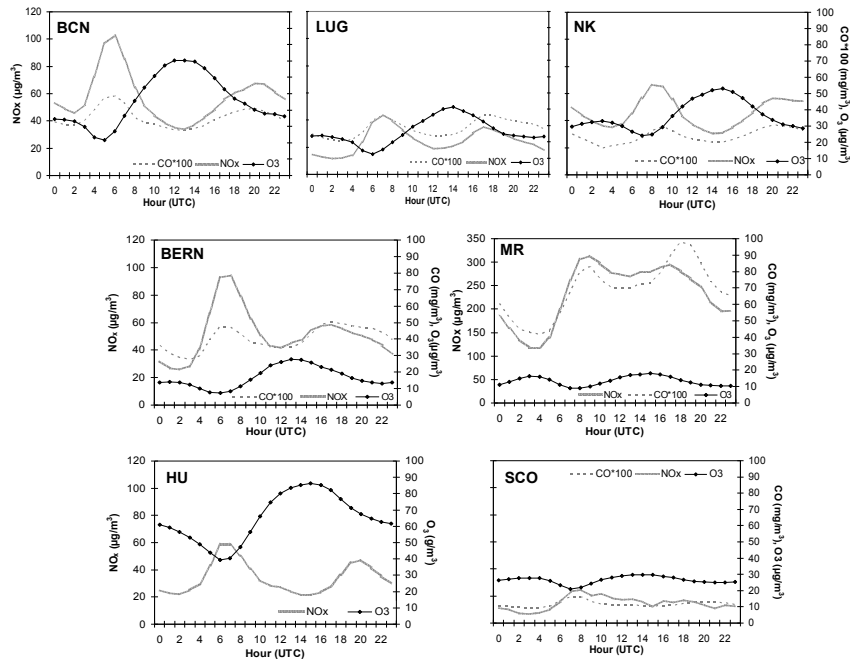 BCN
LUG
NK
120
100
80
60
40
20
0
NOx (µg/m³)
CO*100 NOx O3
0 2 4 6 8 10 12 14 16 18 20 22
Hour (UTC)
CO*100 NOX O3
0 2 4 6 8 10 12 14 16 18 20 22
Hour (UTC)
CO*100 NOx O3
0 2 4 6 8 10 12 14 16 18 20 22
Hour (UTC)
100
90
80
70
60
50
40
30
20
10
0
CO*100 (mg/m³), O₃ (µg/m³)
BERN
120
100
80
60
40
20
0
NOx (µg/m³)
CO*100 NOX O3
0 2 4 6 8 10 12 14 16 18 20 22
Hour (UTC)
100
90
80
70
60
50
40
30
20
10
0
CO (mg/m³), O₃(µg/m³)
MR
350
300
250
200
150
100
50
0
NOx (µg/m³)
NOx CO*100 O3
0 2 4 6 8 10 12 14 16 18 20 22
Hour (UTC)
100
80
60
40
20
0
CO (mg/m³), O₃ (µg/m³)
HU
120
100
80
60
40
20
0
NOₓ (µg/m³)
NOx O3
0 2 4 6 8 10 12 14 16 18 20 22
Hour (UTC)
100
90
80
70
60
50
40
30
20
10
0
O₃ (g/m³)
SCO
CO*100 NOx O3
0 2 4 6 8 10 12 14 16 18 20 22
Hour (UTC)
100
90
80
70
60
50
40
30
20
10
0
CO (mg/m³), O3 (µg/m³)